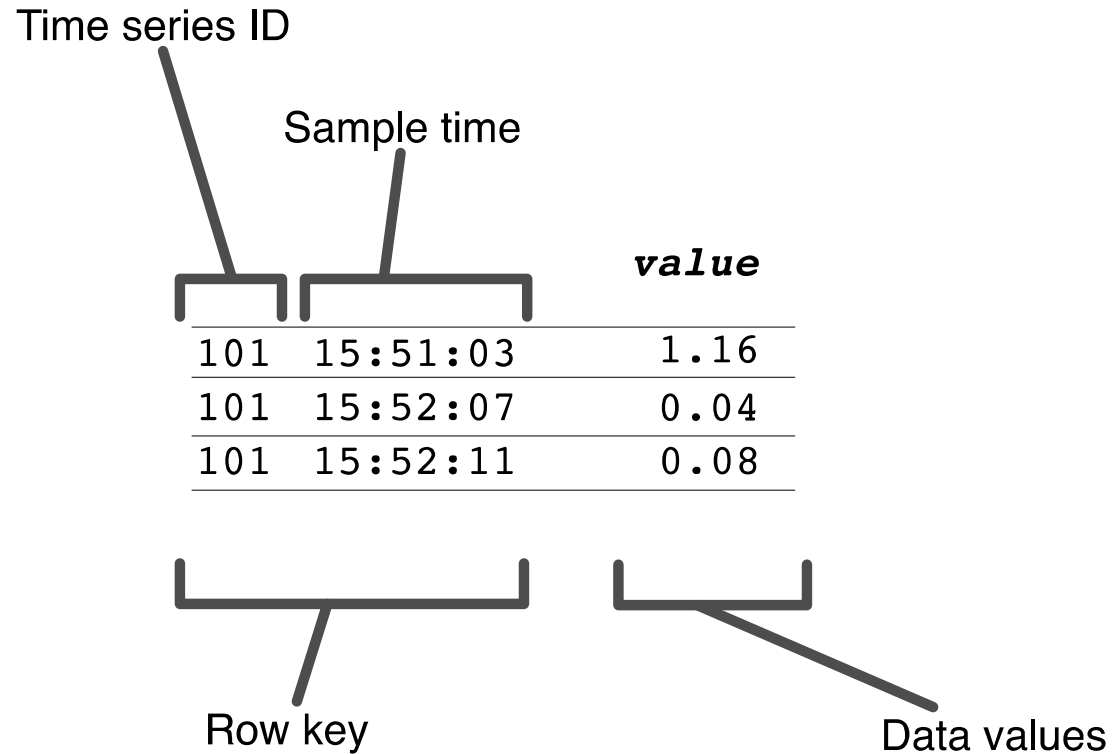 Time series ID
Sample time
value
101 15:51:03 1.16
101 15:52:07 0.04
101 15:52:11 0.08
Row key
Data values